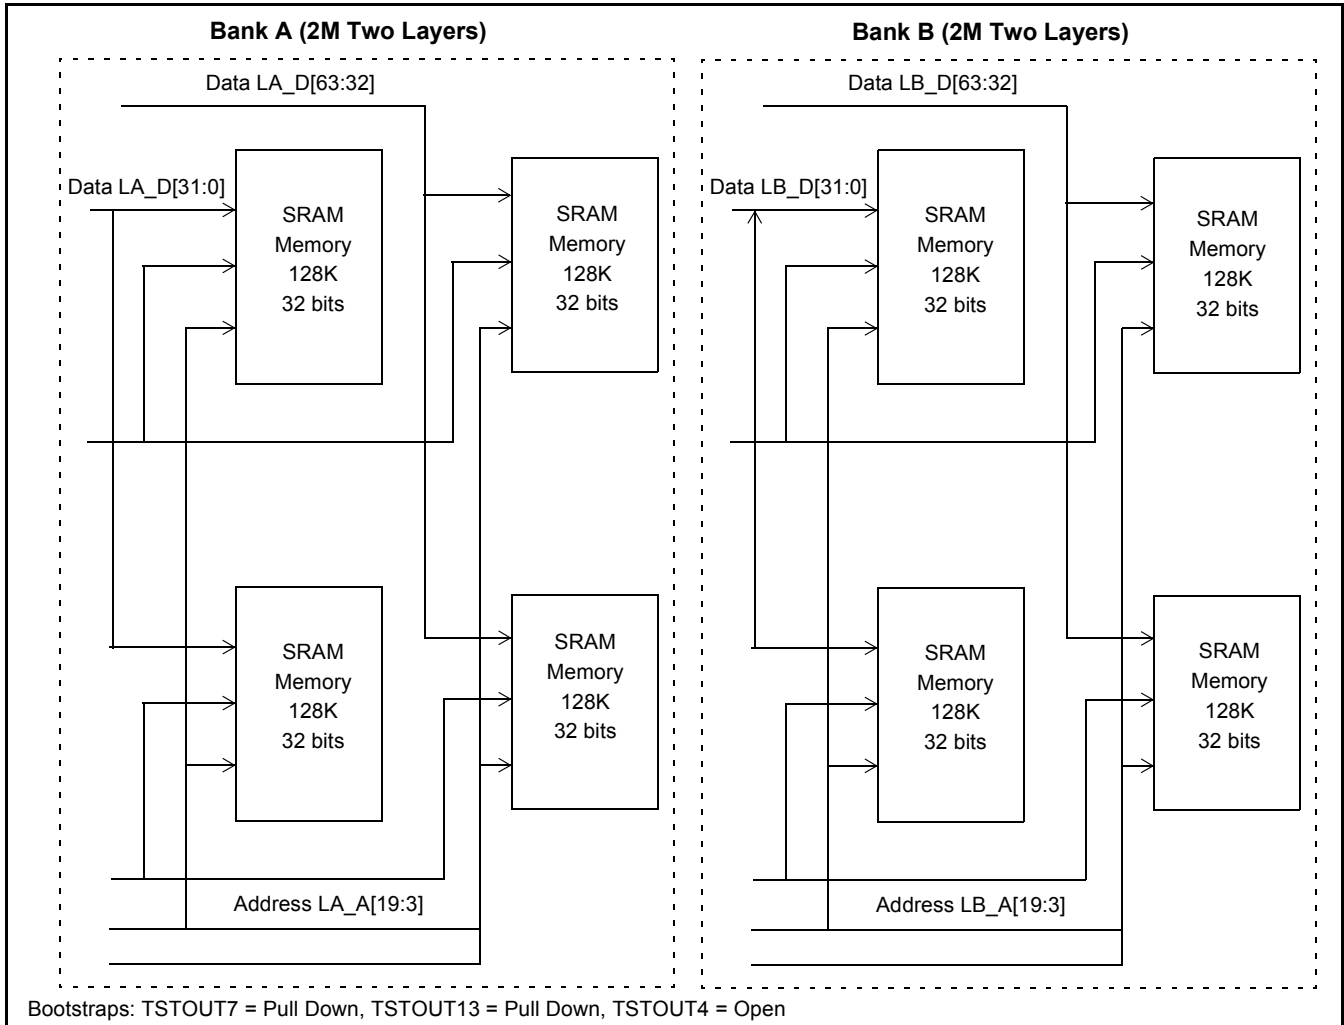 Bank A (2M Two Layers)
Bank B (2M Two Layers)
Data LA_D[63:32]
Data LB_D[63:32]
Data LA_D[31:0]
SRAM
Memory
128K
32 bits
SRAM
Memory
128K
32 bits
Data LB_D[31:0]
SRAM
Memory
128K
32 bits
SRAM
Memory
128K
32 bits
SRAM
Memory
128K
32 bits
SRAM
Memory
128K
32 bits
SRAM
Memory
128K
32 bits
SRAM
Memory
128K
32 bits
Address LA_A[19:3]
Address LB_A[19:3]
Bootstraps: TSTOUT7 = Pull Down, TSTOUT13 = Pull Down, TSTOUT4 = Open